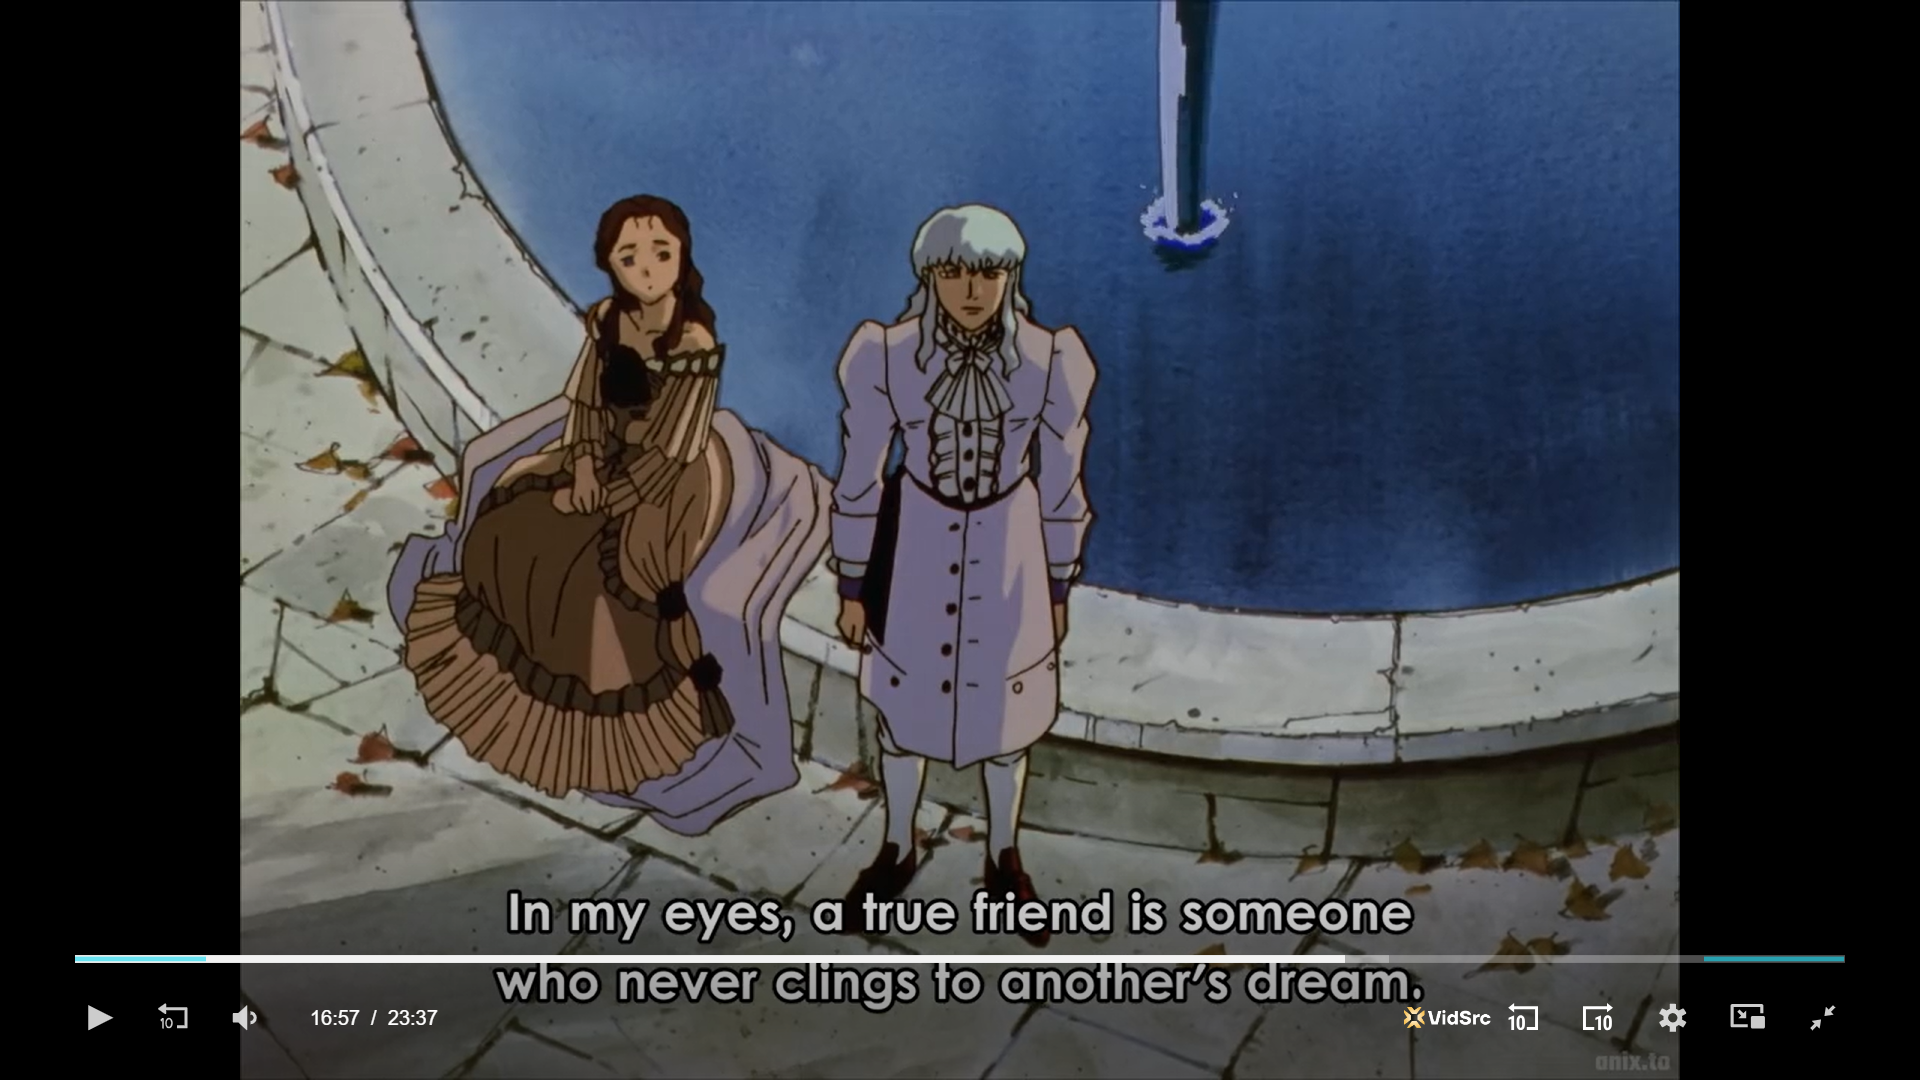 In my eyes, a true friend is someone
who never clings to another's dream.
10
16:57 / 23:37
VidSrc
10
10
anix.to